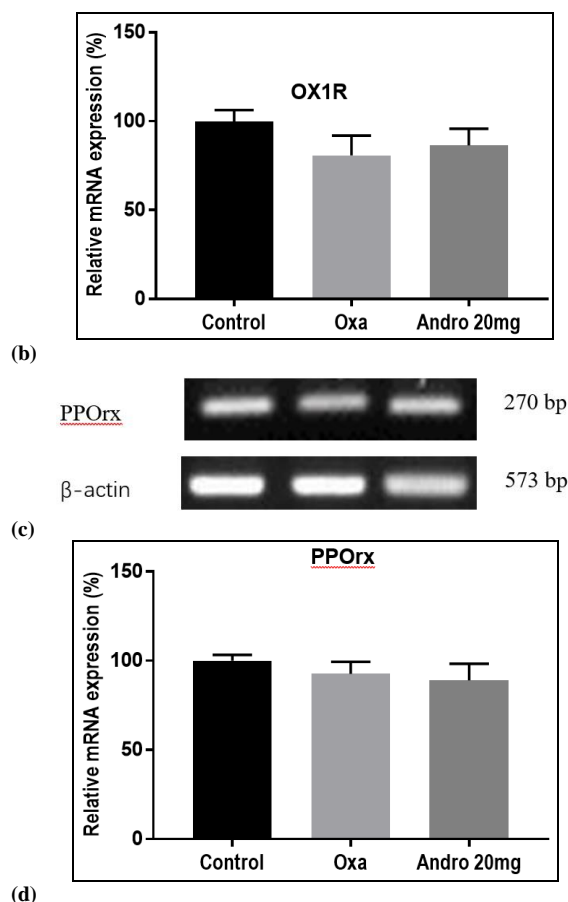 150
Relative mRNA expression (%)
OX1R
100
50
0
Control Oxa Andro 20mg
(b)
PPOrx 270 bp
β-actin 573 bp
(c)
PPOrx
150
Relative mRNA expression (%)
100
50
0
Control Oxa Andro 20mg
(d)